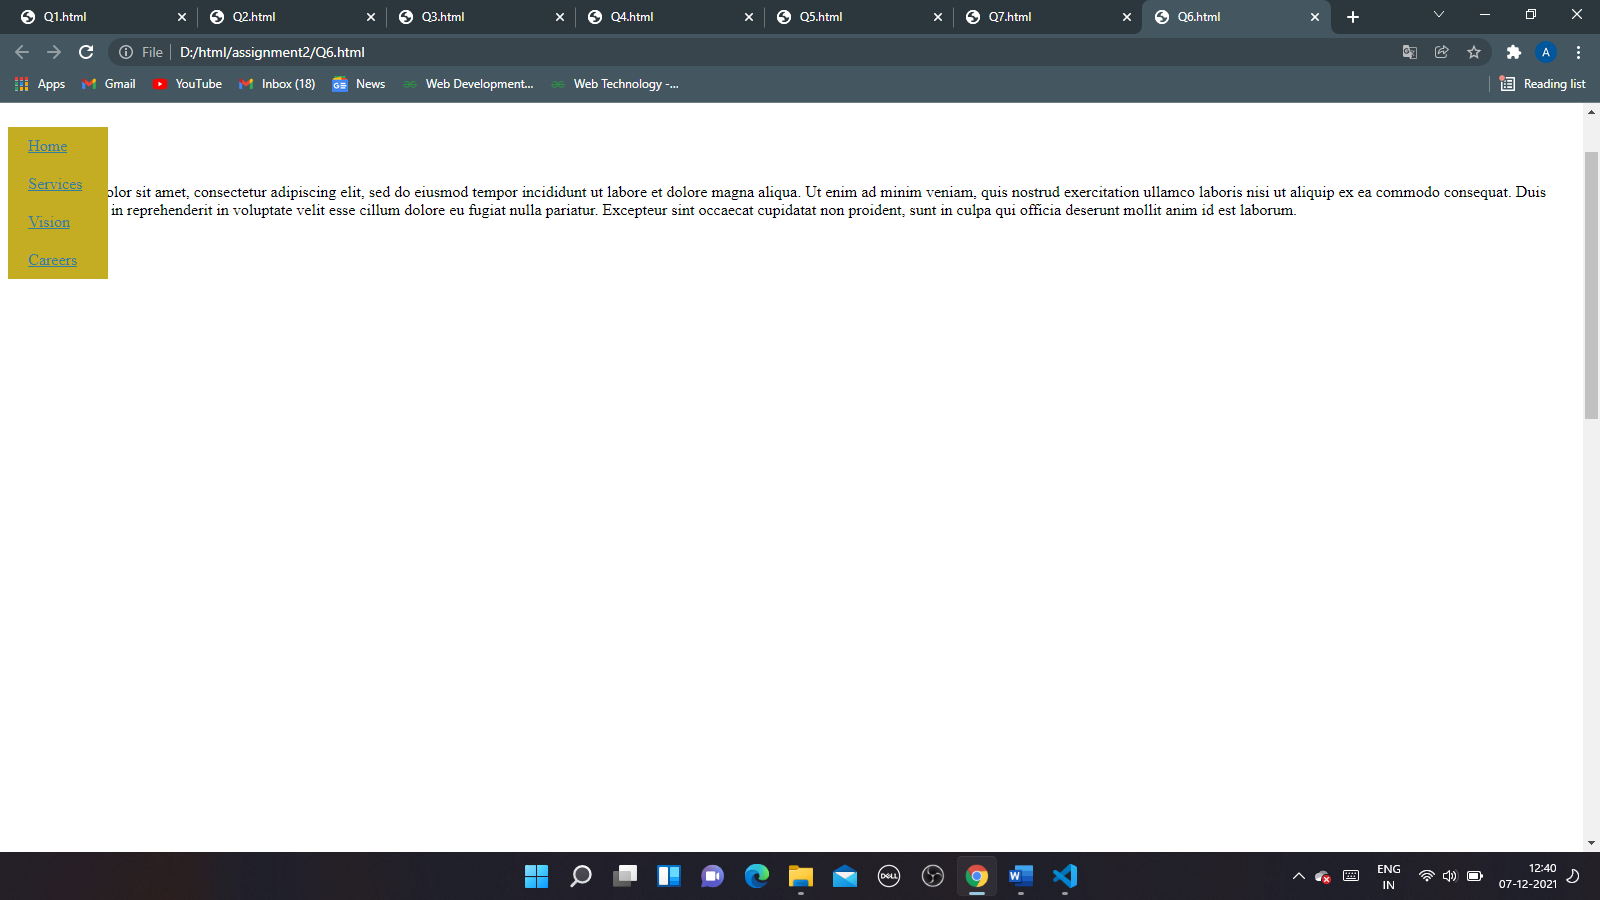 Q1.html
Q2.html
Q3.html
Q4.html
Q5.html
Q7.html
Q6.html
File
D:/html/assignment2/Q6.html
A
Apps
Gmail
YouTube
Inbox (18)
News
Web Development...
Web Technology -...
Reading list
Home
Services
olor sit amet, consectetur adipiscing elit, sed do eiusmod tempor incididunt ut labore et dolore magna aliqua. Ut enim ad minim veniam, quis nostrud exercitation ullamco laboris nisi ut aliquip ex ea commodo consequat. Duis
in reprehenderit in voluptate velit esse cillum dolore eu fugiat nulla pariatur. Excepteur sint occaecat cupidatat non proident, sunt in culpa qui officia deserunt mollit anim id est laborum.
Vision
Careers
DELL
W
ENG
IN
12:40
07-12-2021